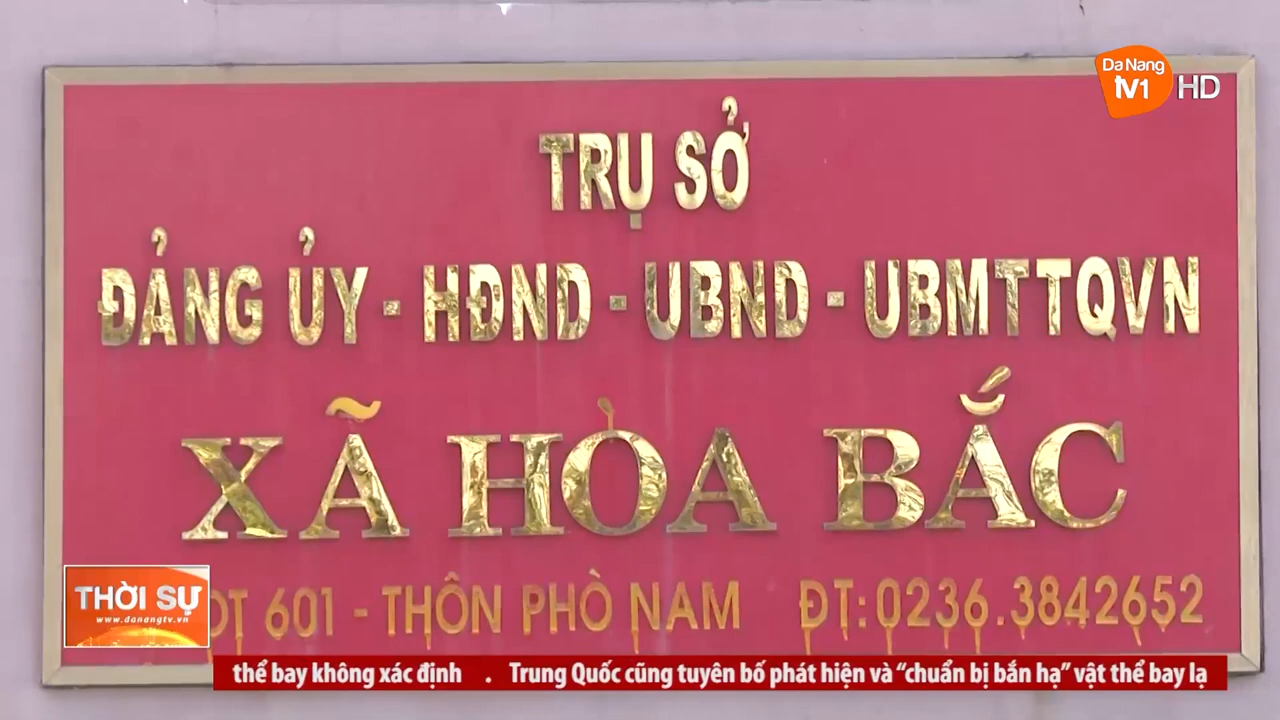 Da Nang
TV1 HD
TRỤ SỞ
ĐẢNG ỦY - HĐND - UBND - UBMTTQVN
XÃ HÒA BẮC
601 - THÔN PHÒ NAM ĐT: 0236.3842652
THỜI SỰ
www.danangtv.vn
thể bay không xác định . Trung Quốc cũng tuyên bố phát hiện và “chuẩn bị bắn hạ” vật thể bay lạ